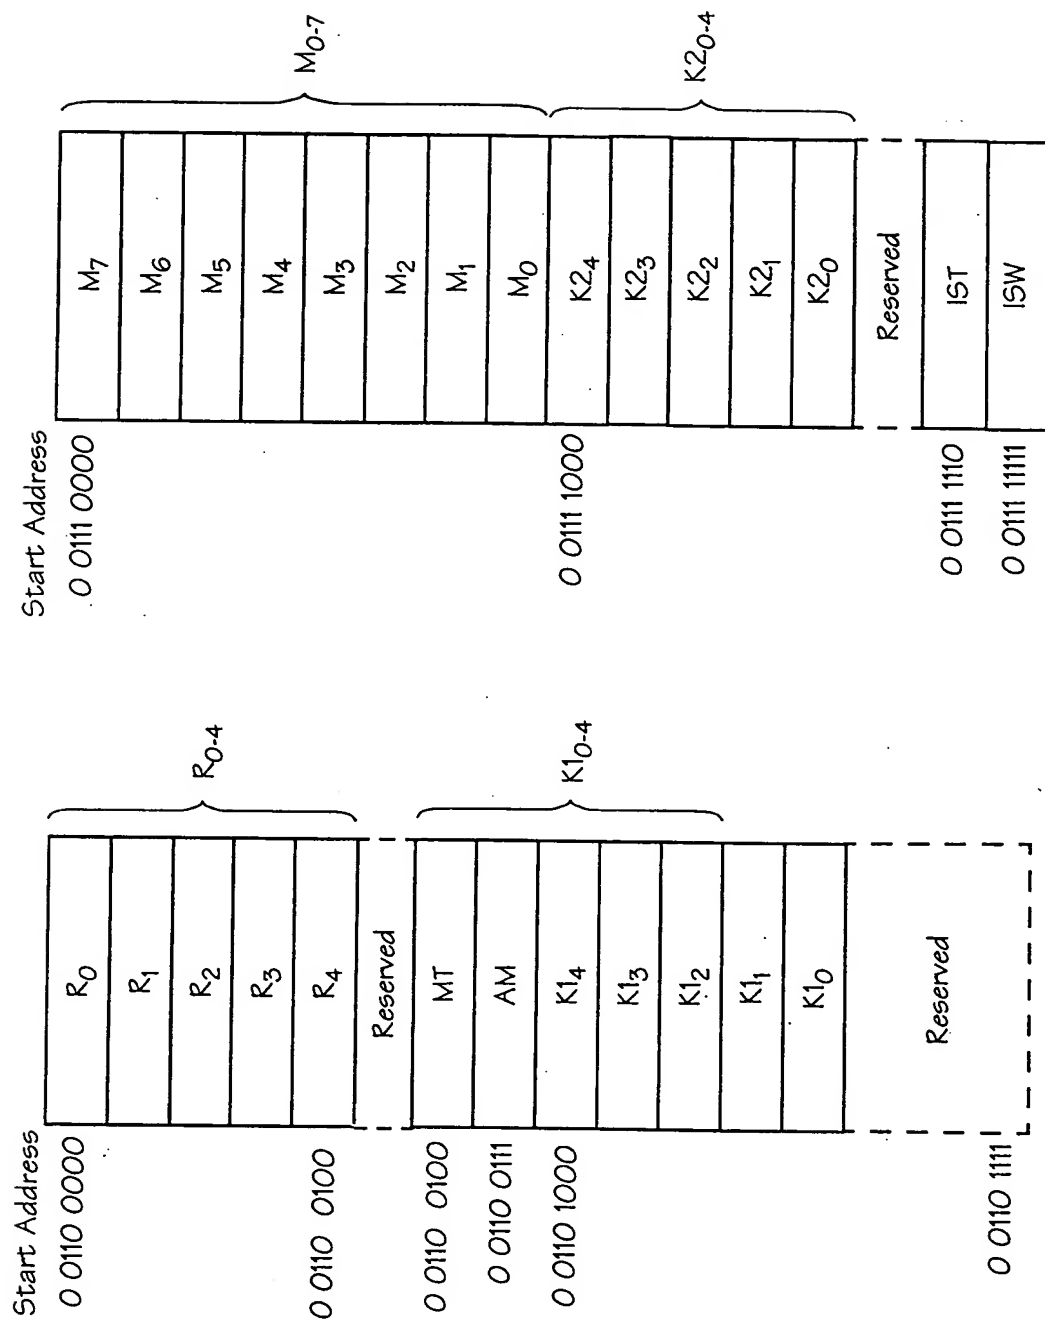 Start Address
0 0110 0000
R0
R1
R2
R3
0 0110 0100
R4
R0-4
Reserved
0 0110 0100
MT
0 0110 0111
AM
0 0110 1000
K14
K13
K12
K10-4
K11
K10
Reserved
0 0110 1111
Start Address
0 0111 0000
M7
M6
M5
M4
M3
M2
M1
M0
M0-7
0 0111 1000
K24
K23
K22
K21
K20
K20-4
Reserved
0 0111 1110
IST
0 0111 11111
ISW